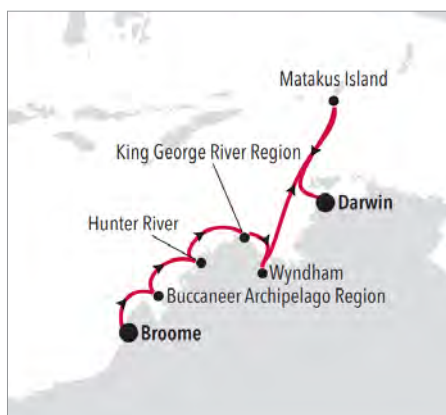 Matakus Island
King George River Region
Darwin
Hunter River
Wyndham
Buccaneer Archipelago Region
Broome